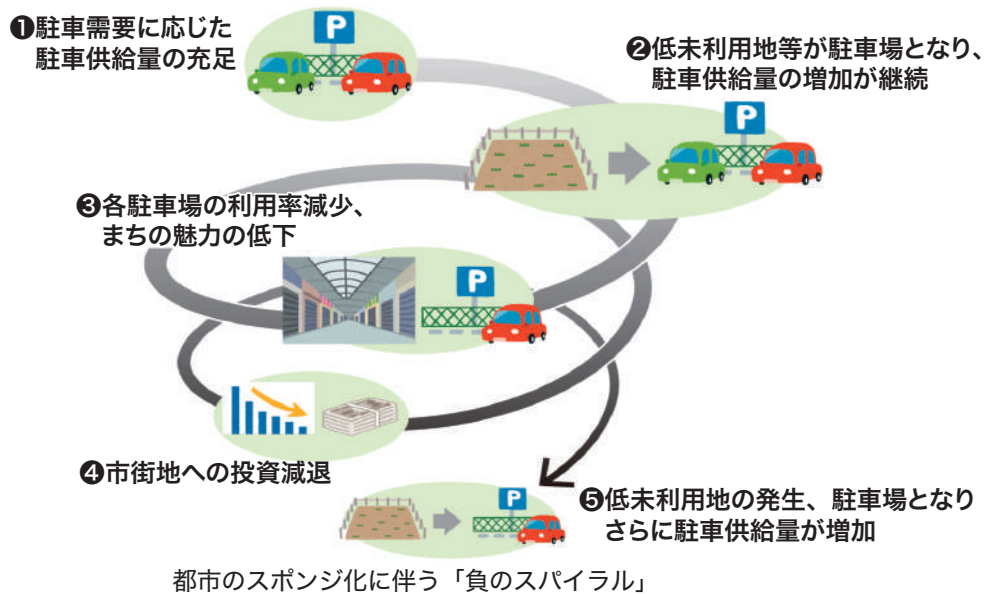 ❶駐車需要に応じた
駐車供給量の充足
P
❷低未利用地等が駐車場となり、
駐車供給量の増加が継続
P
❸各駐車場の利用率減少、
まちの魅力の低下
P
❹市街地への投資減退
P
❺低未利用地の発生、駐車場となり
さらに駐車供給量が増加
都市のスポンジ化に伴う「負のスパイラル」